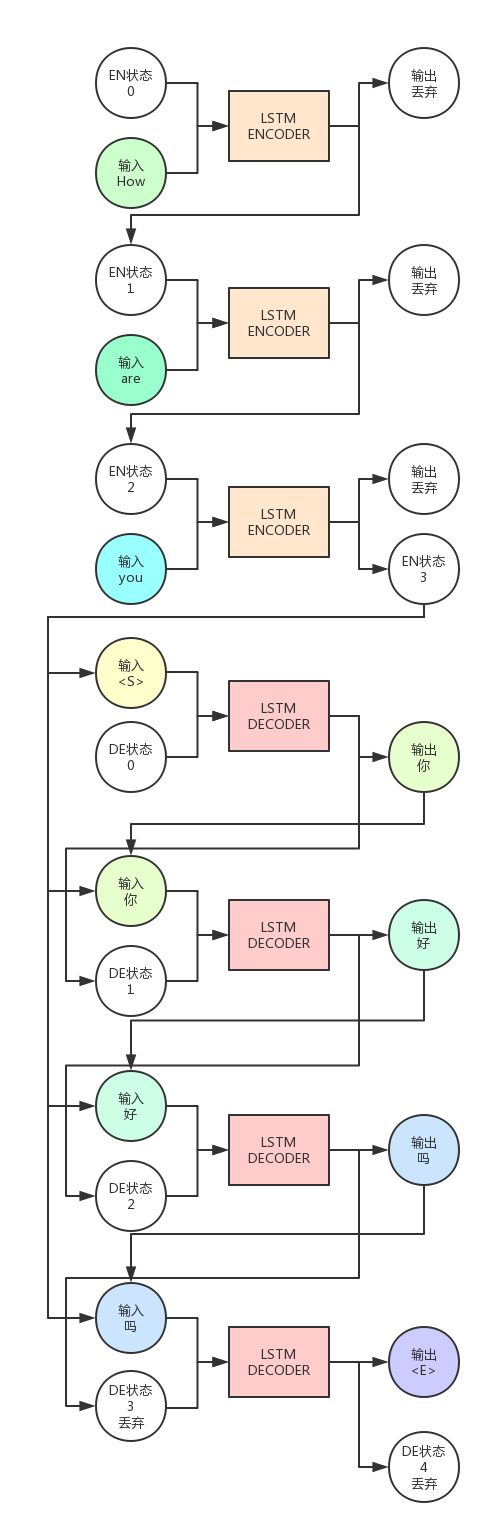 EN状态
0
输入
How
LSTM
ENCODER
输出
丢弃
EN状态
1
输入
are
LSTM
ENCODER
输出
丢弃
EN状态
2
输入
you
LSTM
ENCODER
输出
丢弃
EN状态
3
输入
<S>
DE状态
0
LSTM
DECODER
输出
你
输入
你
DE状态
1
LSTM
DECODER
输出
好
输入
好
DE状态
2
LSTM
DECODER
输出
吗
输入
吗
DE状态
3
丢弃
LSTM
DECODER
输出
<E>
DE状态
4
丢弃